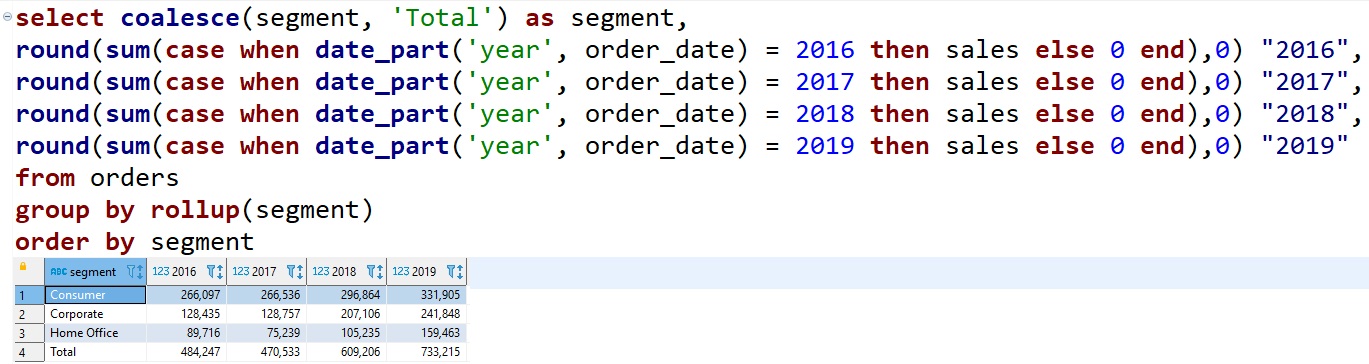 select coalesce(segment, 'Total') as segment,
round(sum(case when date_part('year', order_date) = 2016 then sales else 0 end),0) "2016",
round(sum(case when date_part('year', order_date) = 2017 then sales else 0 end),0) "2017",
round(sum(case when date_part('year', order_date) = 2018 then sales else 0 end),0) "2018",
round(sum(case when date_part('year', order_date) = 2019 then sales else 0 end),0) "2019"
from orders
group by rollup(segment)
order by segment
ABC segment 123 2016 123 2017 123 2018 123 2019
1 Consumer 266,097 266,536 296,864 331,905
2 Corporate 128,435 128,757 207,106 241,848
3 Home Office 89,716 75,239 105,235 159,463
4 Total 484,247 470,533 609,206 733,215